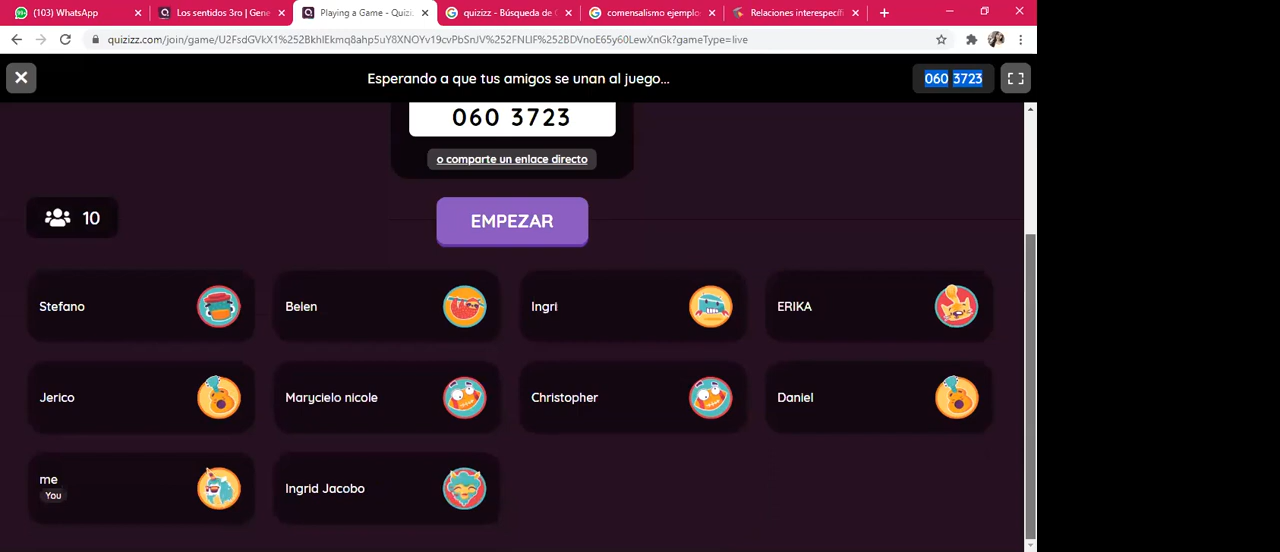 (103) WhatsApp
Los sentidos 3ro | Gene
Playing a Game - Quizi
quizizz - Búsqueda de
comensalismo ejemplo
Relaciones interespecífi
quizizz.com/join/game/U2FsdGVkX1%252BkhIEkmq8ahp5uY8XNOYv19cvPbSnJV%252FNLIF%252BDVnoE65y60LewXnGk?gameType=live
Esperando a que tus amigos se unan al juego...
060 3723
060 3723
o comparte un enlace directo
10
EMPEZAR
Stefano
Belen
Ingri
ERIKA
Jerico
Marycielo nicole
Christopher
Daniel
me
You
Ingrid Jacobo